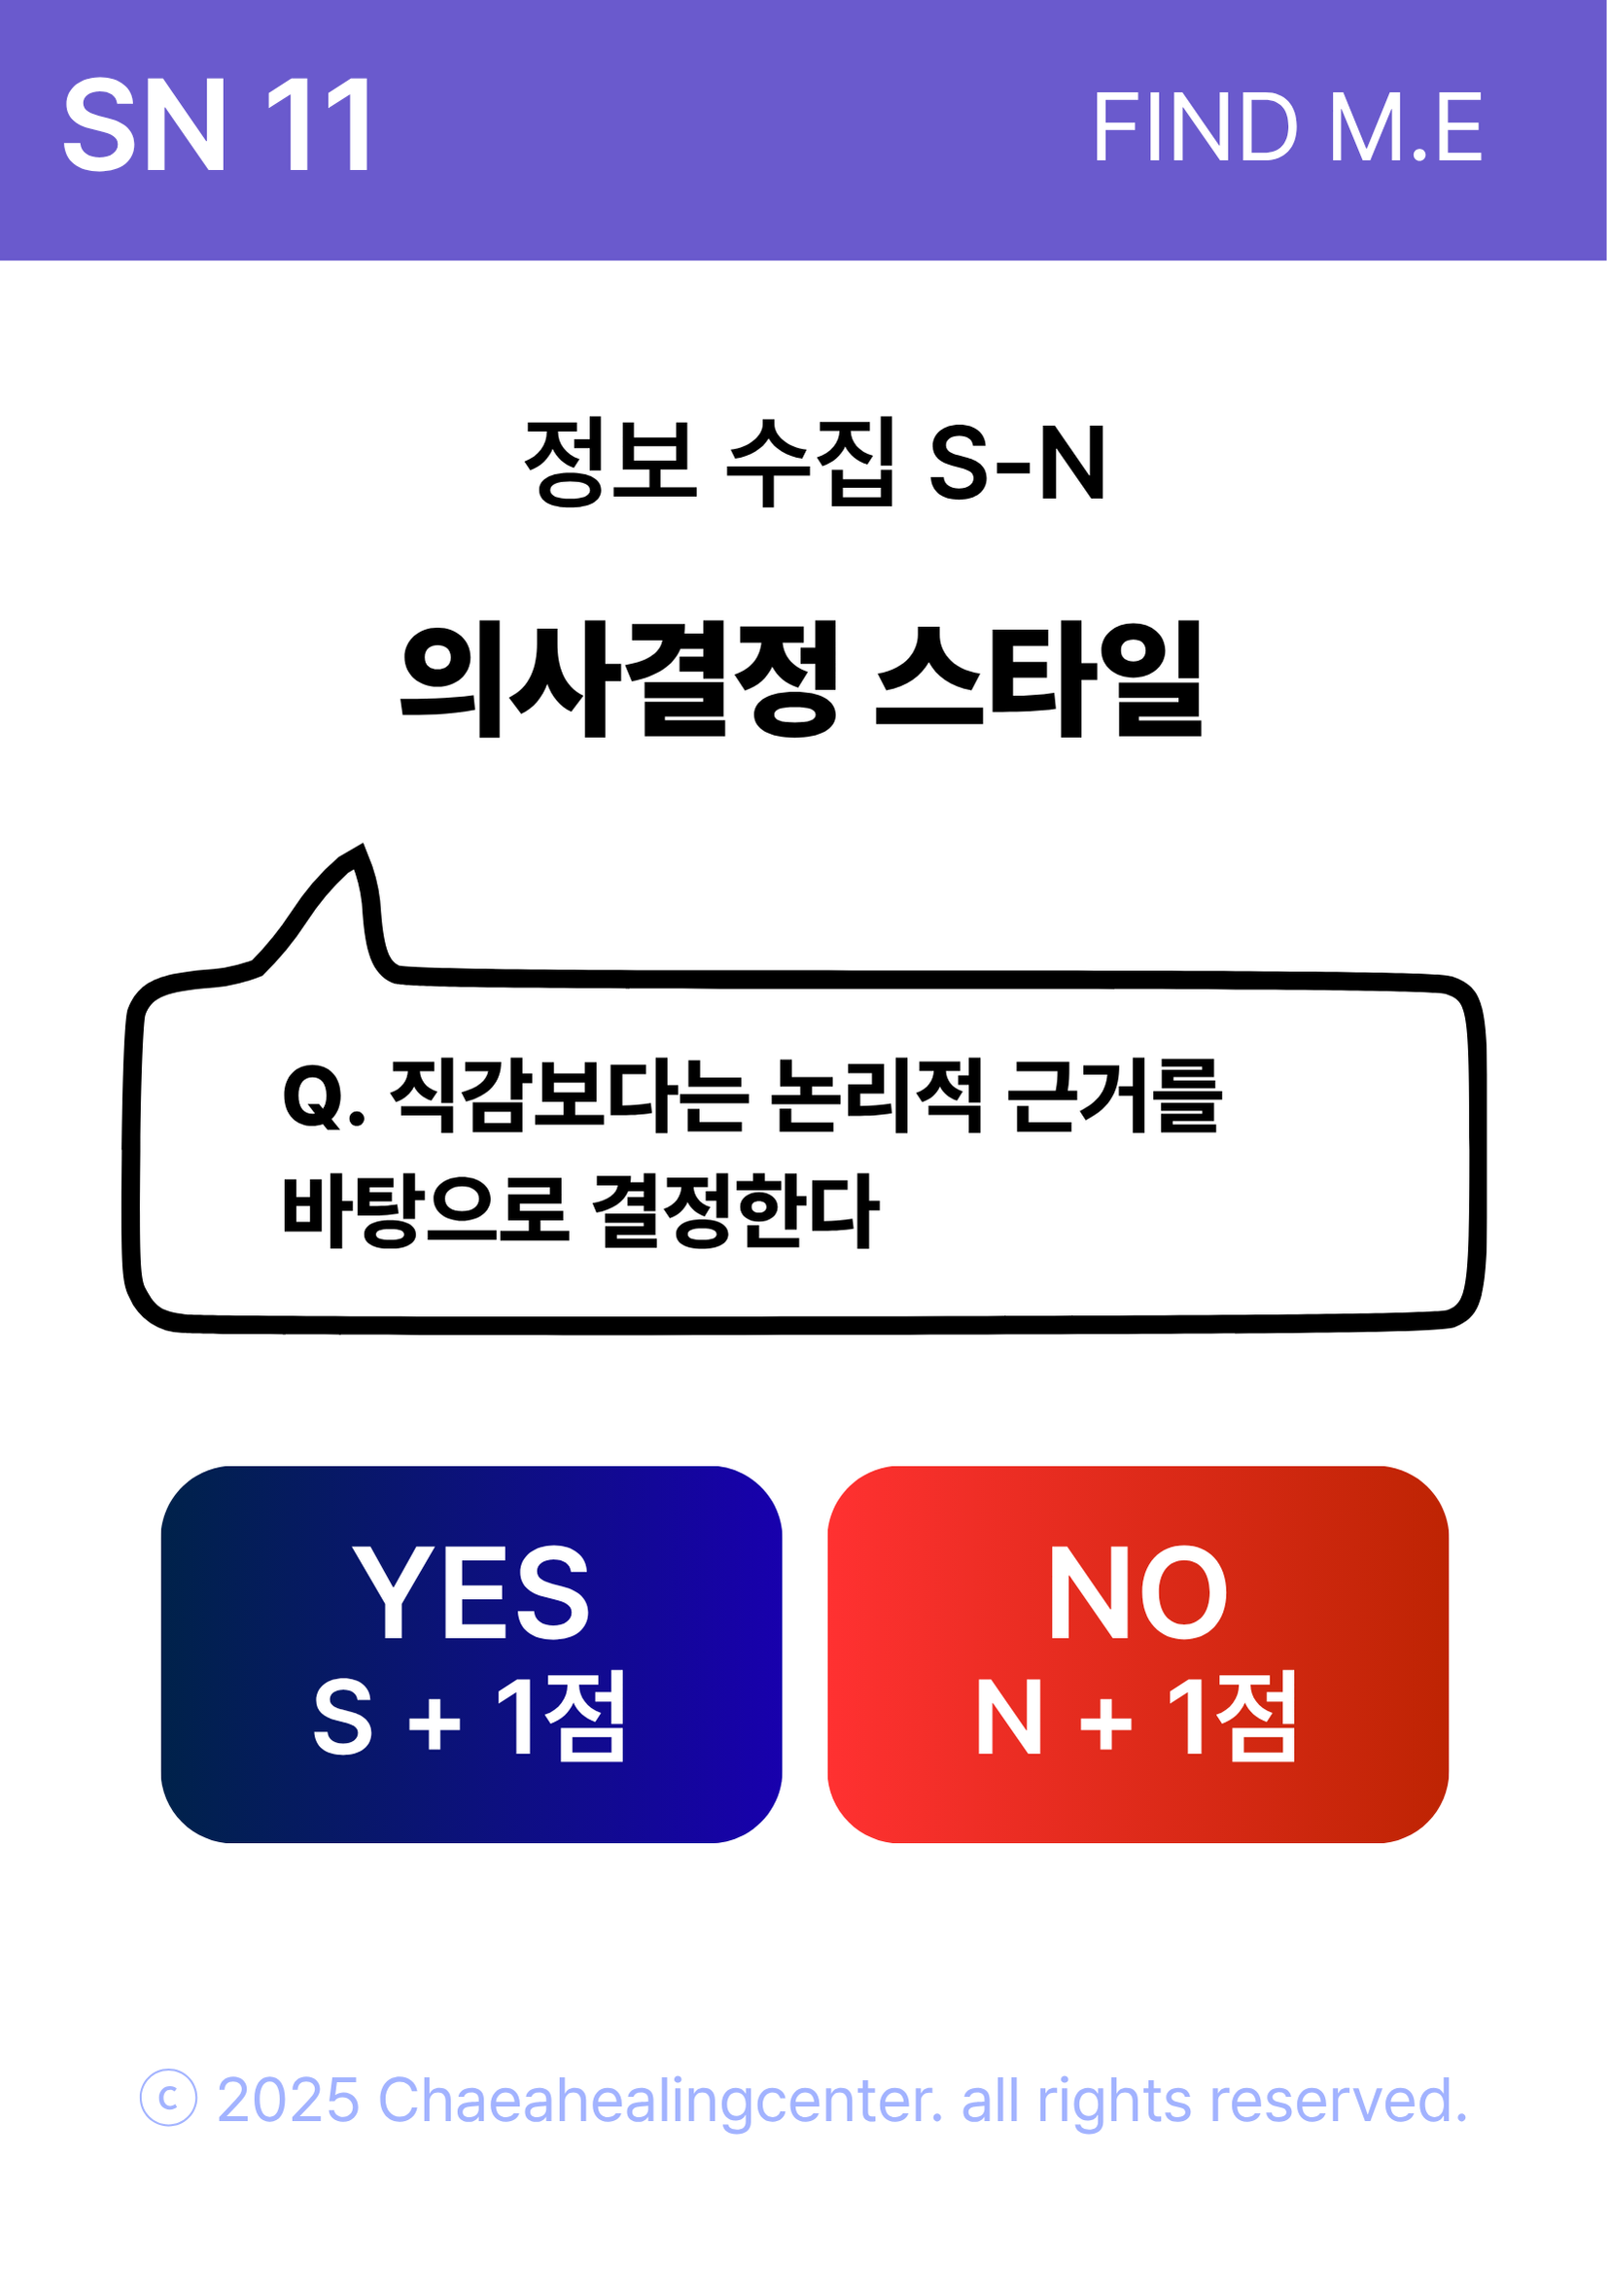 SN 11
FIND M.E
정보 수집 S-N
의사결정 스타일
Q. 직감보다는 논리적 근거를
바탕으로 결정한다
YES
S + 1점
NO
N + 1점
© 2025 Chaeahealingcenter. all rights reserved.